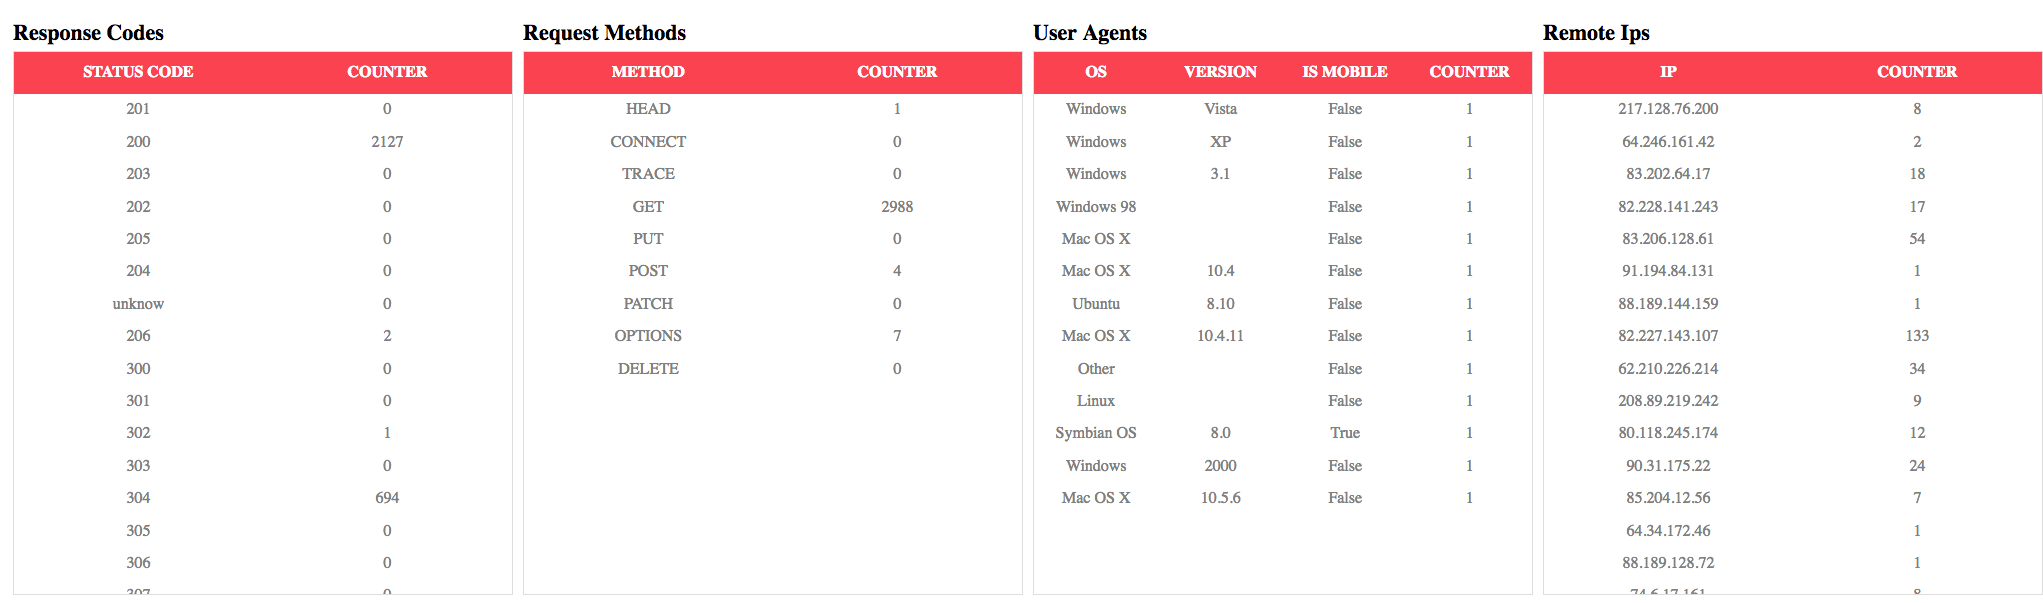 Response Codes
STATUS CODE COUNTER
201 0
200 2127
203 0
202 0
205 0
204 0
unknow 0
206 2
300 0
301 0
302 1
303 0
304 694
305 0
306 0
307 0
Request Methods
METHOD COUNTER
HEAD 1
CONNECT 0
TRACE 0
GET 2988
PUT 0
POST 4
PATCH 0
OPTIONS 7
DELETE 0
User Agents
OS VERSION IS MOBILE COUNTER
Windows Vista False 1
Windows XP False 1
Windows 3.1 False 1
Windows 98 False 1
Mac OS X False 1
Mac OS X 10.4 False 1
Ubuntu 8.10 False 1
Mac OS X 10.4.11 False 1
Other False 1
Linux False 1
Symbian OS 8.0 True 1
Windows 2000 False 1
Mac OS X 10.5.6 False 1
Remote Ips
IP COUNTER
217.128.76.200 8
64.246.161.42 2
83.202.64.17 18
82.228.141.243 17
83.206.128.61 54
91.194.84.131 1
88.189.144.159 1
82.227.143.107 133
62.210.226.214 34
208.89.219.242 9
80.118.245.174 12
90.31.175.22 24
85.204.12.56 7
64.34.172.46 1
88.189.128.72 1